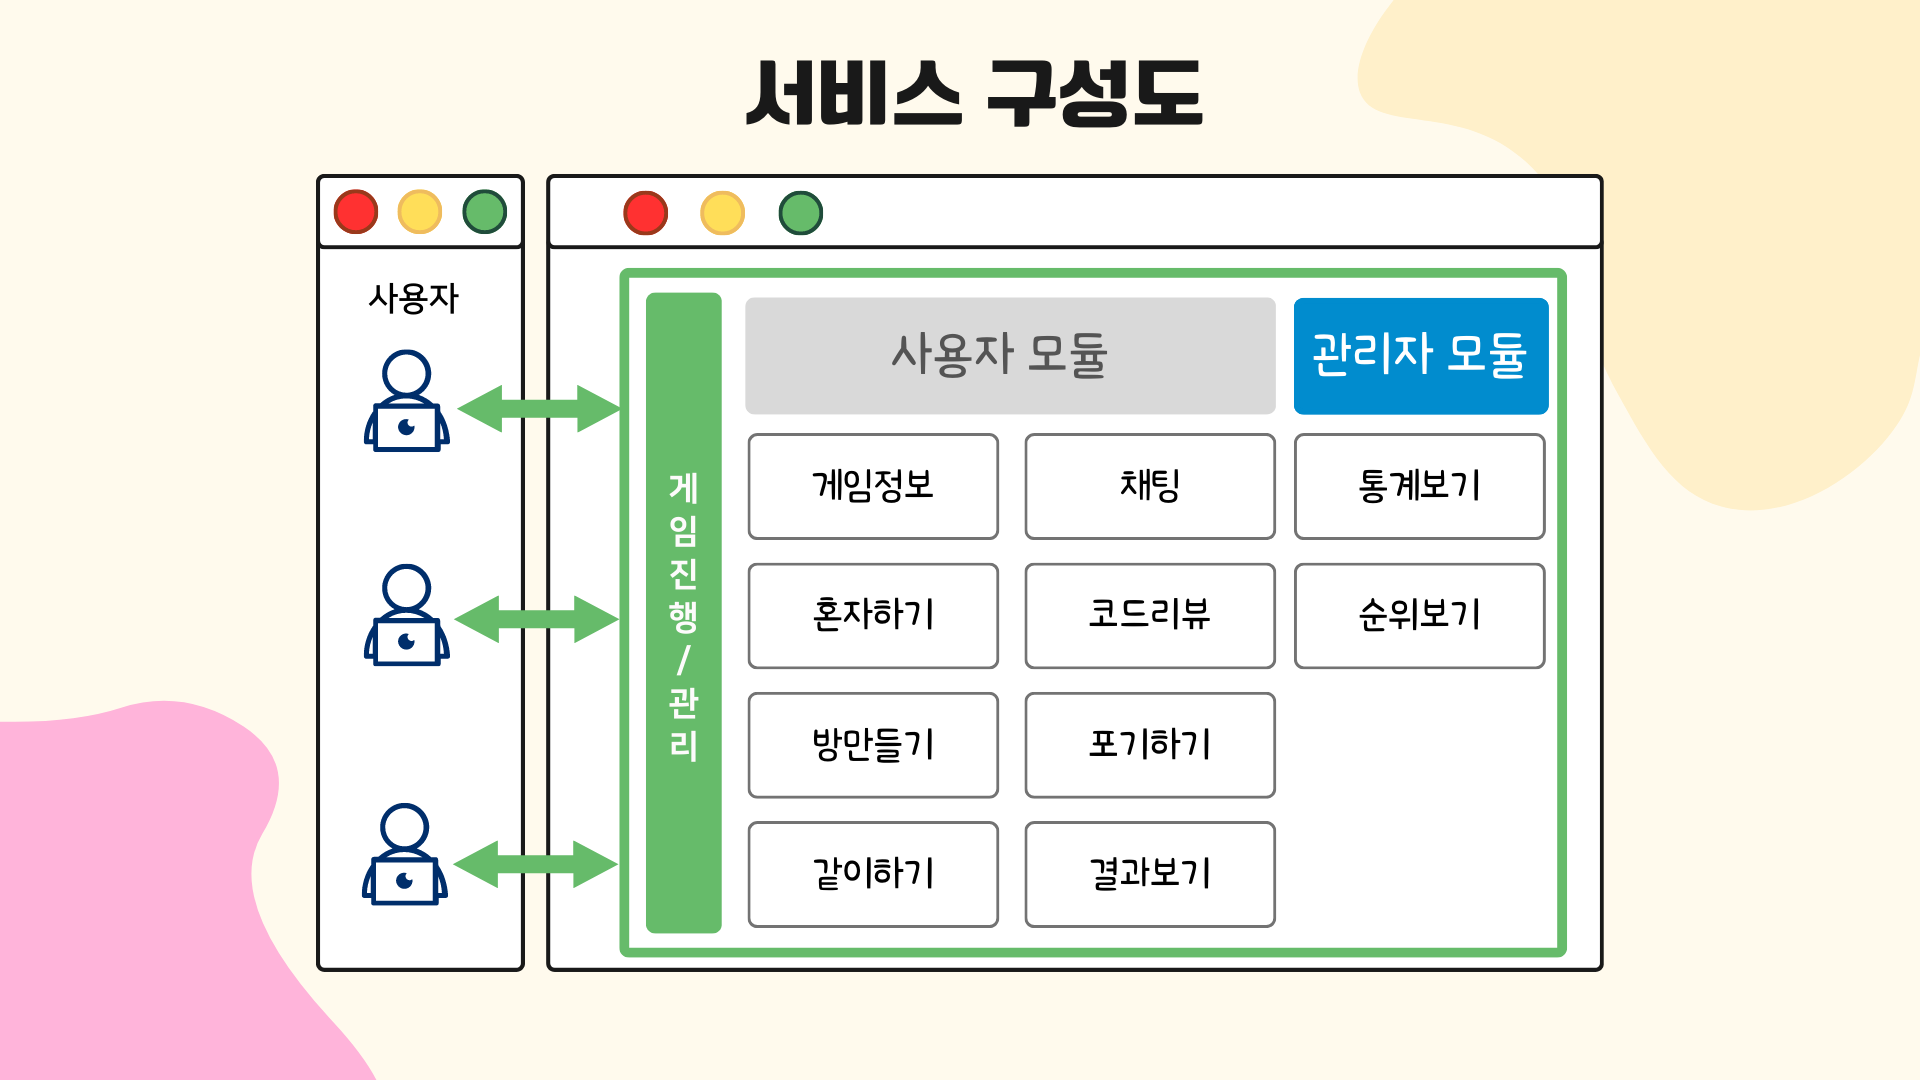 서비스 구성도
사용자
게임진행/관리
사용자 모듈
관리자 모듈
게임정보
채팅
통계보기
혼자하기
코드리뷰
순위보기
방만들기
포기하기
같이하기
결과보기